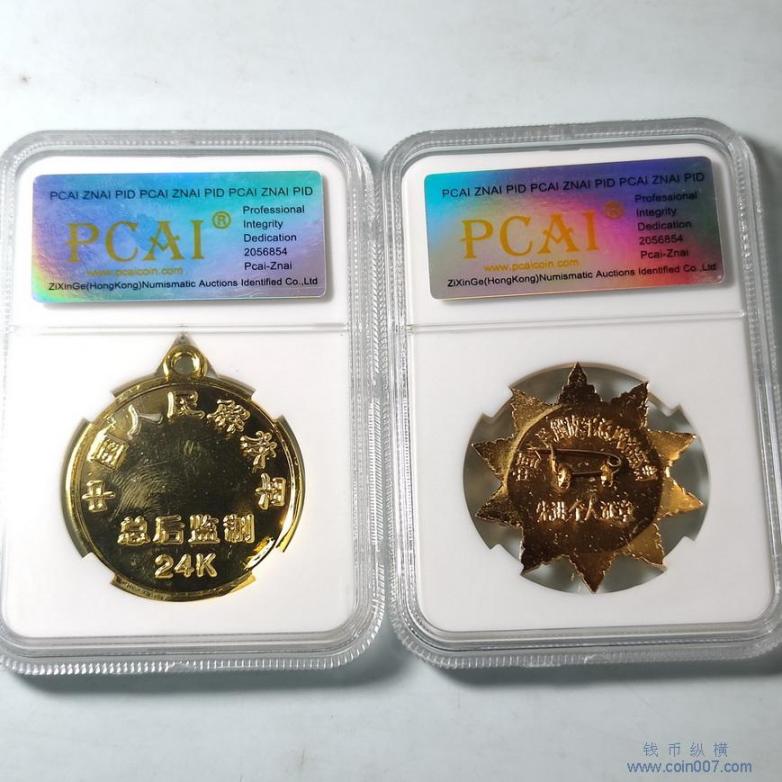 PCAI ZNAI PID PCAI ZNAI PID PCAI ZNAI PID
PCAI®
Professional
Integrity
Dedication
2056854
Pcai-Znai
www.pcaicoin.com
ZiXinGe(HongKong)Numismatic Auctions Identified Co.,Ltd
中国人民解放军
总后监制
24K
PCAI ZNAI PID PCAI ZNAI PID PCAI ZNAI PID
PCAI®
Professional
Integrity
Dedication
2056854
Pcai-Znai
www.pcaicoin.com
ZiXinGe(HongKong)Numismatic Auctions Identified Co.,Ltd
先进个人证章
钱币纵横
www.coin007.com